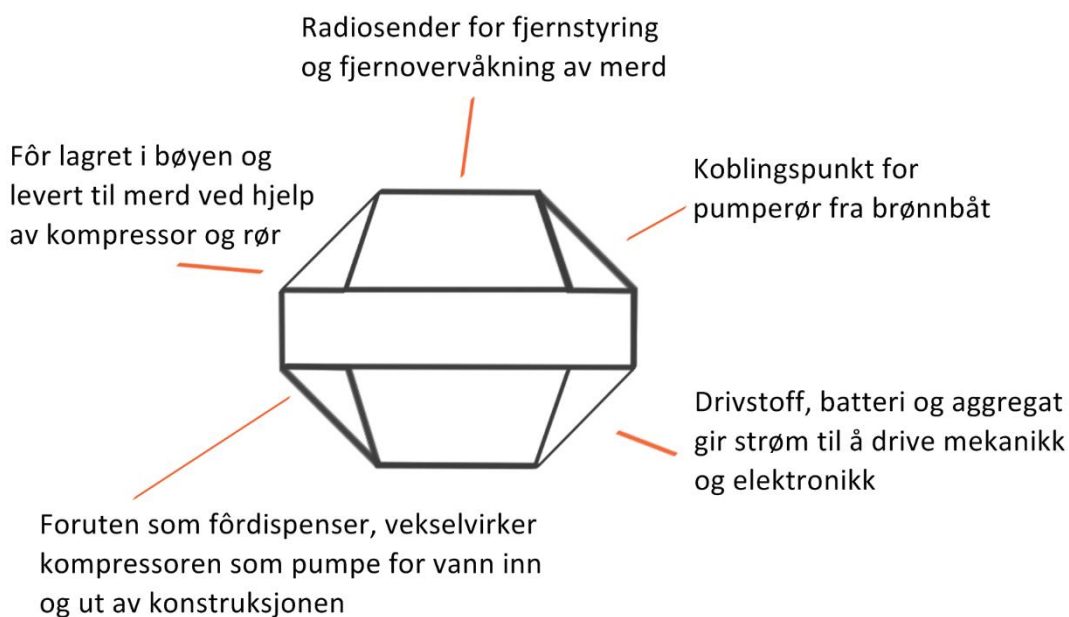 Radiosender for fjernstyring
og fjernovervåkning av merd
Fôr lagret i bøyen og
levert til merd ved hjelp
av kompressor og rør
Koblingspunkt for
pumperør fra brønnbåt
Drivstoff, batteri og aggregat
gir strøm til å drive mekanikk
og elektronikk
Foruten som fôrdispenser, vekselvirker
kompressoren som pumpe for vann inn
og ut av konstruksjonen